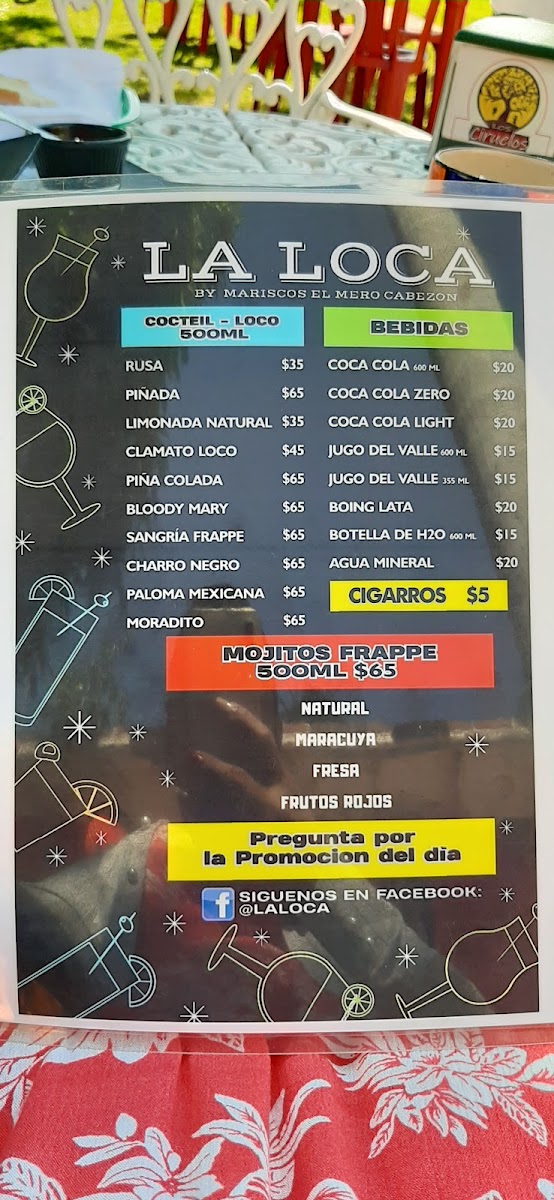 LOS
Ciruelos
LA LOCA
BY MARISCOS EL MERO CABEZON
COCTEIL - LOCO
500ML
RUSA $35
PIÑADA $65
LIMONADA NATURAL $35
CLAMATO LOCO $45
PIÑA COLADA $65
BLOODY MARY $65
SANGRÍA FRAPPE $65
CHARRO NEGRO $65
PALOMA MEXICANA $65
MORADITO $65
BEBIDAS
COCA COLA 600 ML $20
COCA COLA ZERO $20
COCA COLA LIGHT $20
JUGO DEL VALLE 600 ML $15
JUGO DEL VALLE 355 ML $15
BOING LATA $20
BOTELLA DE H2O 600 ML $15
AGUA MINERAL $20
CIGARROS $5
MOJITOS FRAPPE
500ML $65
NATURAL
MARACUYA
FRESA
FRUTOS ROJOS
Pregunta por
la Promocion del dia
f SIGUENOS EN FACEBOOK:
@LALOCA